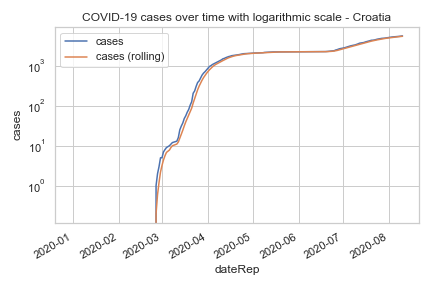 COVID-19 cases over time with logarithmic scale - Croatia
cases
cases (rolling)
10³
10²
10¹
10⁰
cases
2020-01
2020-02
2020-03
2020-04
2020-05
2020-06
2020-07
2020-08
dateRep